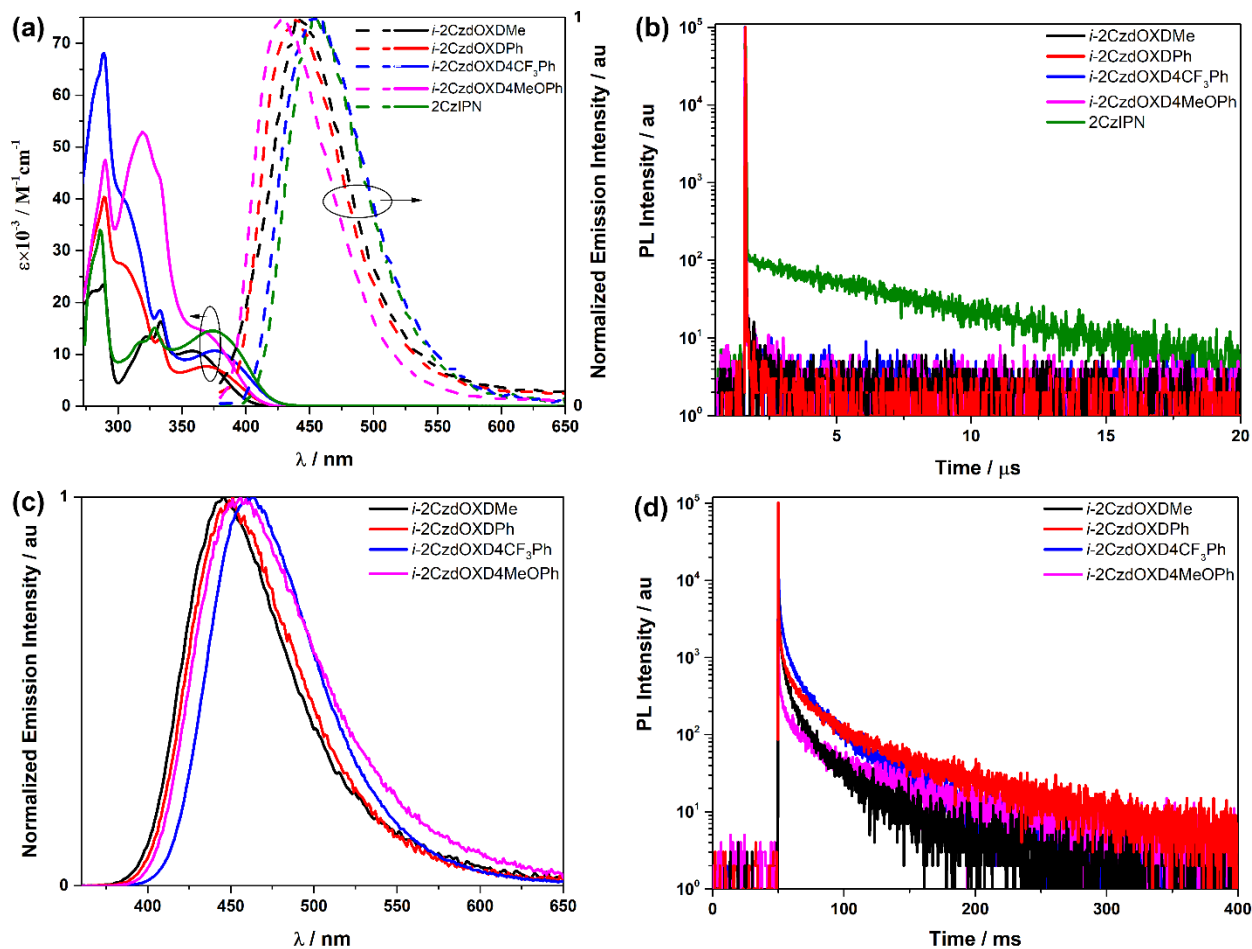 (a)
70
60
50
40
30
20
10
0
ε×10⁻³ / M⁻¹cm⁻¹
300 350 400 450 500 550 600 650
λ / nm
1
0
Normalized Emission Intensity / au
i-2CzdOXDMe
i-2CzdOXDPh
i-2CzdOXD4CF₃Ph
i-2CzdOXD4MeOPh
2CzIPN
(b)
10⁵
10⁴
10³
10²
10¹
10⁰
PL Intensity / au
5 10 15 20
Time / μs
i-2CzdOXDMe
i-2CzdOXDPh
i-2CzdOXD4CF₃Ph
i-2CzdOXD4MeOPh
2CzIPN
(c)
1
0
Normalized Emission Intensity / au
400 450 500 550 600 650
λ / nm
i-2CzdOXDMe
i-2CzdOXDPh
i-2CzdOXD4CF₃Ph
i-2CzdOXD4MeOPh
(d)
10⁵
10⁴
10³
10²
10¹
10⁰
PL Intensity / au
0 100 200 300 400
Time / ms
i-2CzdOXDMe
i-2CzdOXDPh
i-2CzdOXD4CF₃Ph
i-2CzdOXD4MeOPh